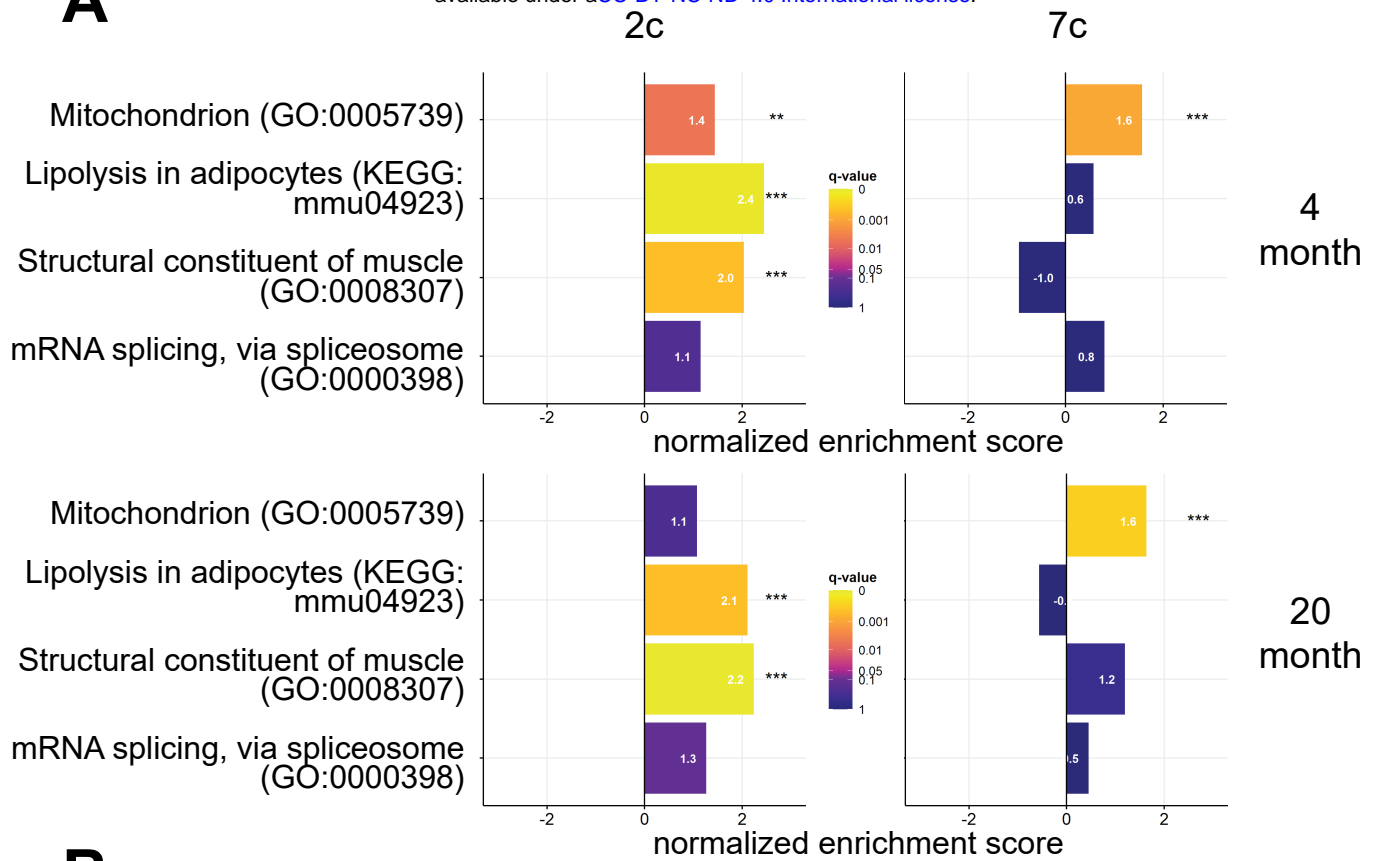 A
2c
7c
Mitochondrion (GO:0005739)
1.4
**
1.6
***
Lipolysis in adipocytes (KEGG:
mmu04923)
2.4
***
0.6
Structural constituent of muscle
(GO:0008307)
2.0
***
-1.0
mRNA splicing, via spliceosome
(GO:0000398)
1.1
0.8
q-value
0
0.001
0.01
0.05
0.1
1
4
month
-2 0 2
-2 0 2
normalized enrichment score
Mitochondrion (GO:0005739)
1.1
1.6
***
Lipolysis in adipocytes (KEGG:
mmu04923)
2.1
***
-0.
Structural constituent of muscle
(GO:0008307)
2.2
***
1.2
mRNA splicing, via spliceosome
(GO:0000398)
1.3
.5
q-value
0
0.001
0.01
0.05
0.1
1
20
month
-2 0 2
-2 0 2
normalized enrichment score